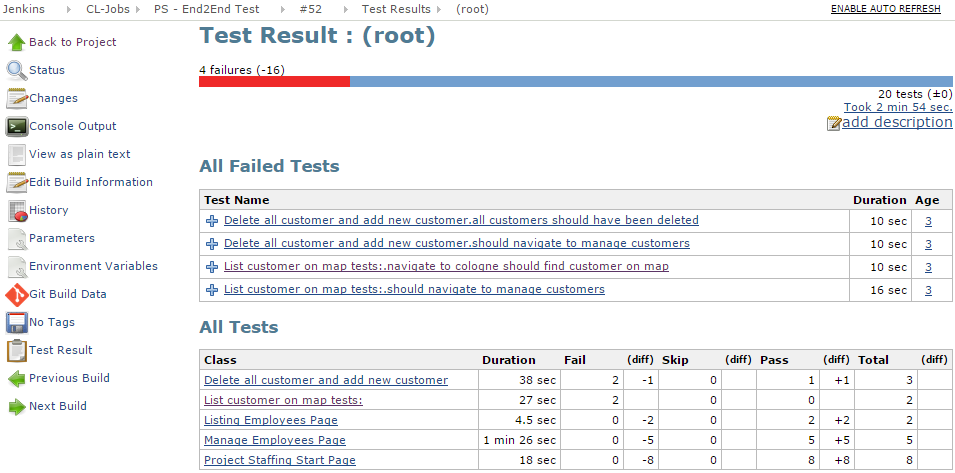 Jenkins CL-Jobs PS - End2End Test #52 Test Results (root) ENABLE AUTO REFRESH
Back to Project
Status
Changes
Console Output
View as plain text
Edit Build Information
History
Parameters
Environment Variables
Git Build Data
No Tags
Test Result
Previous Build
Next Build
Test Result : (root)
4 failures (-16)
20 tests (±0)
Took 2 min 54 sec.
add description
All Failed Tests
Test Name Duration Age
Delete all customer and add new customer.all customers should have been deleted 10 sec 3
Delete all customer and add new customer.should navigate to manage customers 10 sec 3
List customer on map tests:.navigate to cologne should find customer on map 10 sec 3
List customer on map tests:.should navigate to manage customers 16 sec 3
All Tests
Class Duration Fail (diff) Skip (diff) Pass (diff) Total (diff)
Delete all customer and add new customer 38 sec 2 -1 0 1 +1 3
List customer on map tests: 27 sec 2 0 0 2
Listing Employees Page 4.5 sec 0 -2 0 2 +2 2
Manage Employees Page 1 min 26 sec 0 -5 0 5 +5 5
Project Staffing Start Page 18 sec 0 -8 0 8 +8 8